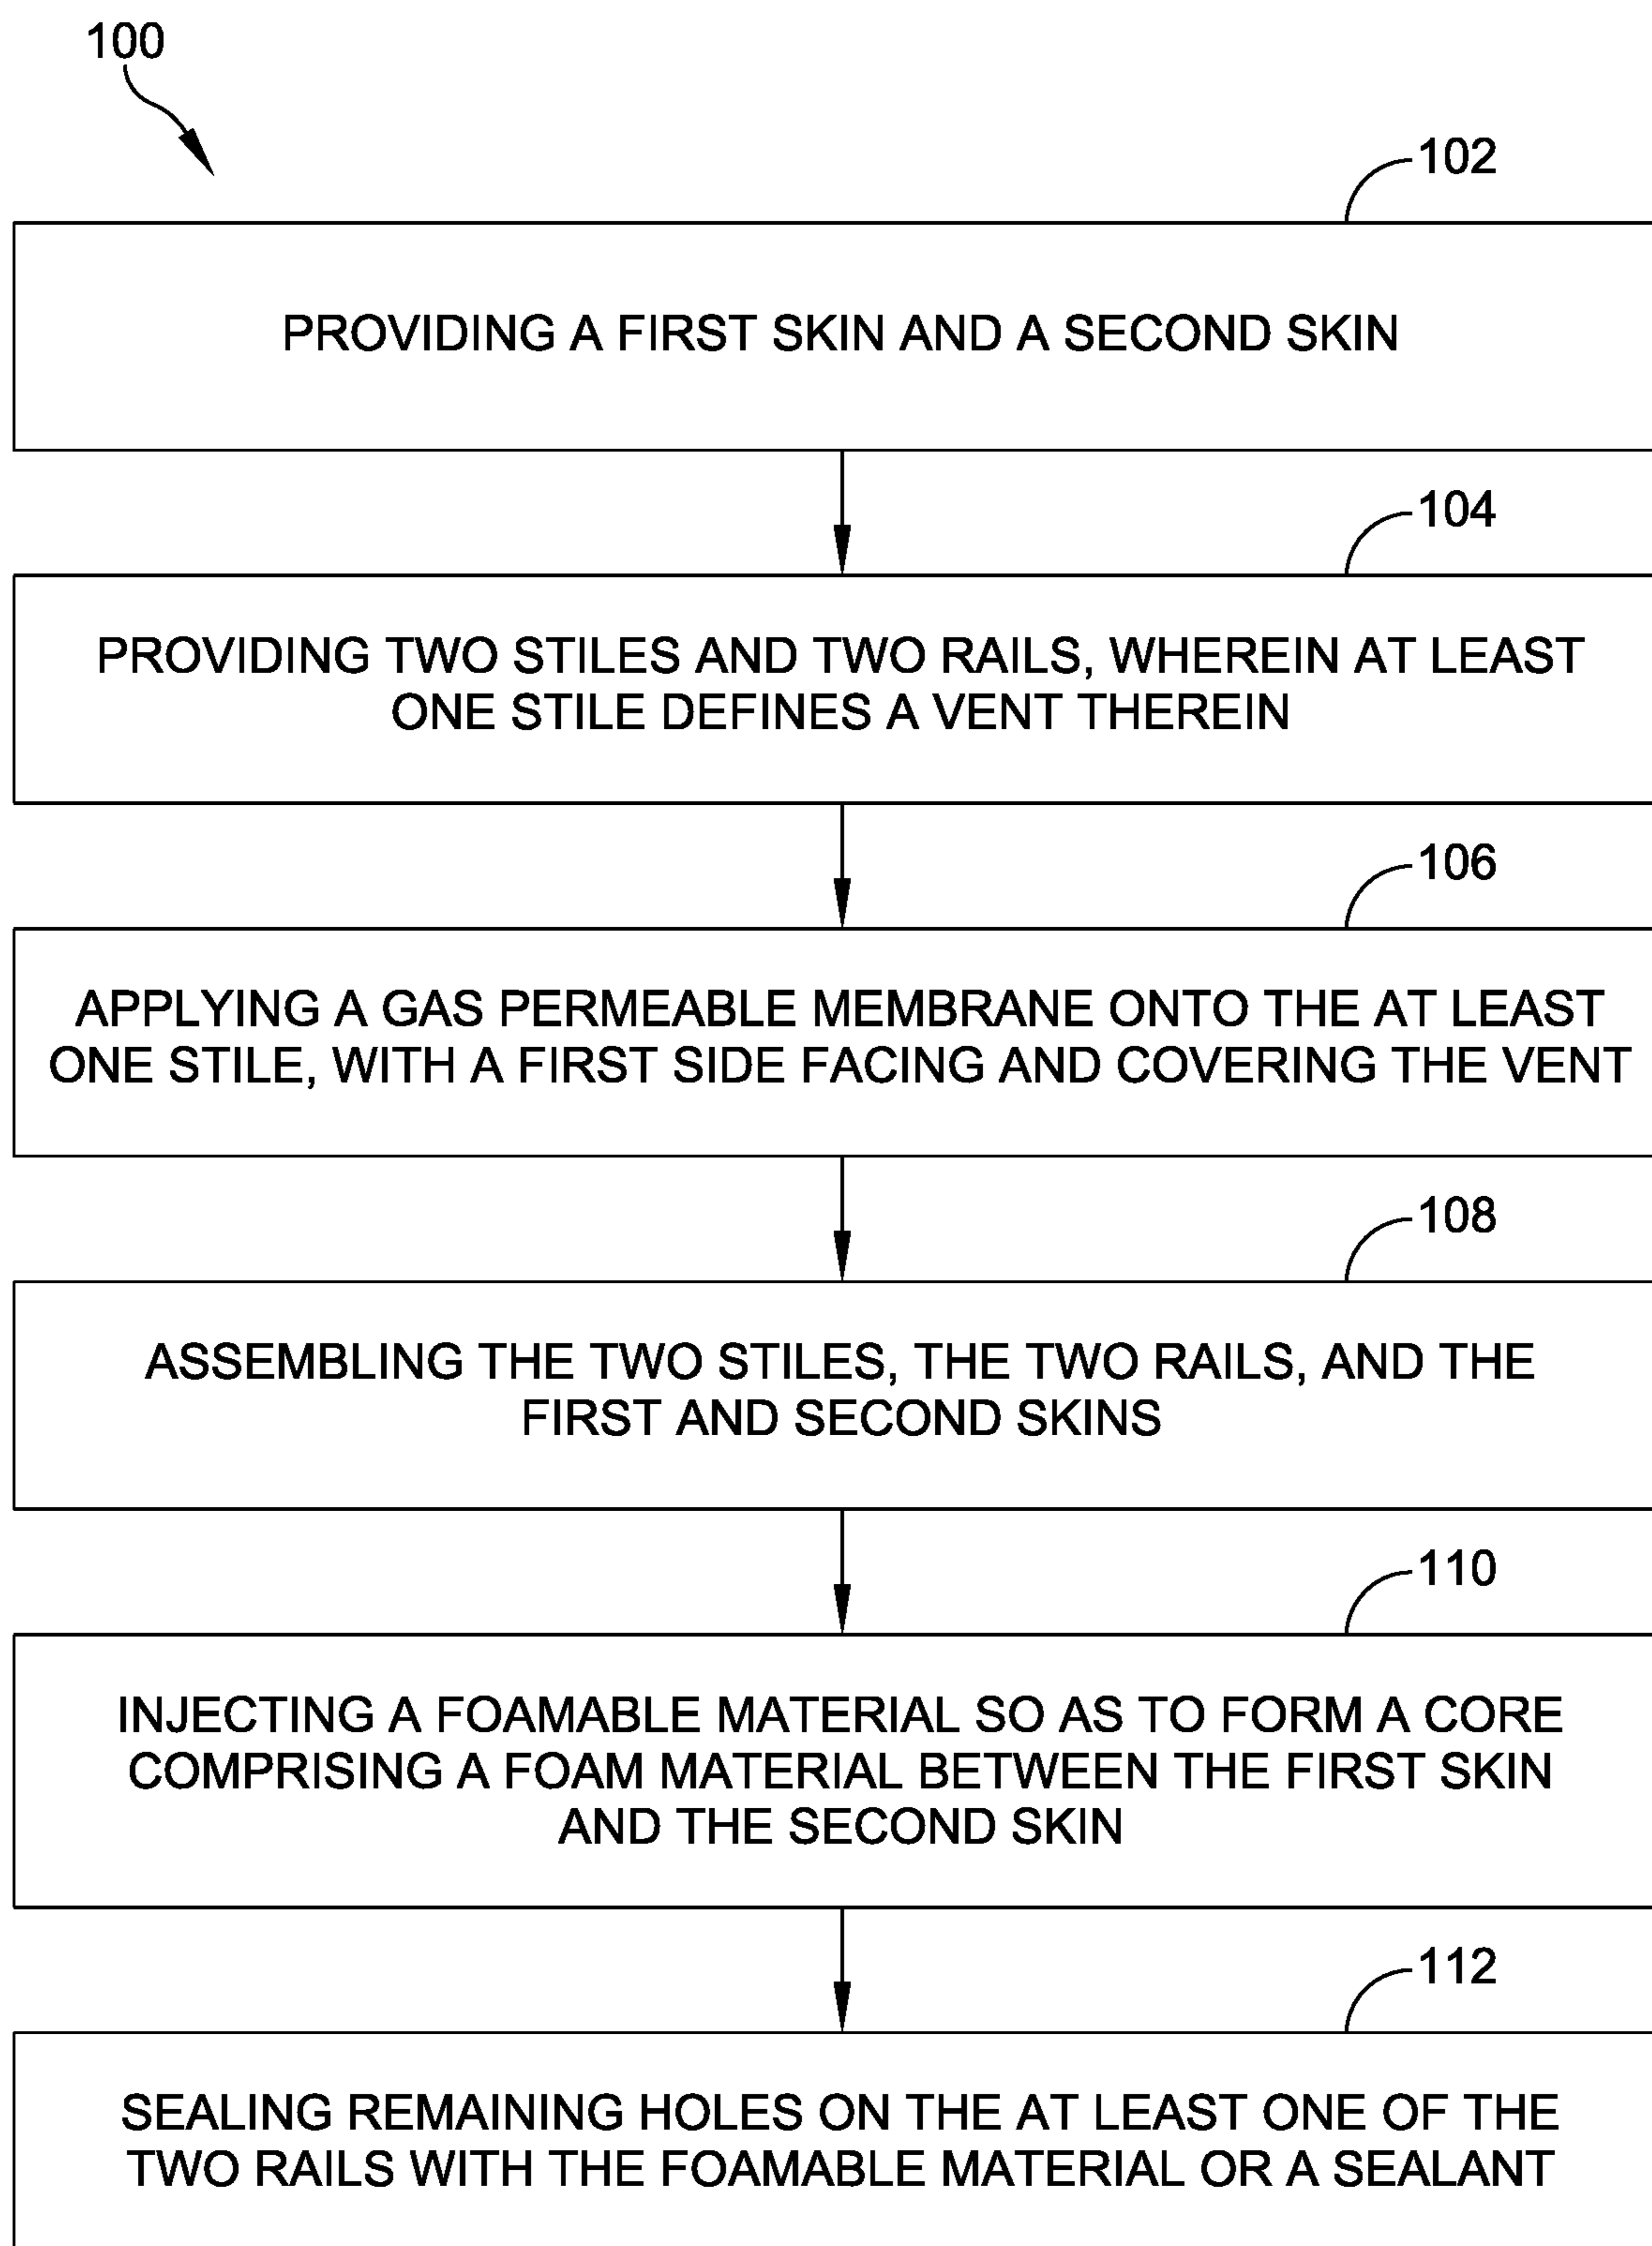 100
102
PROVIDING A FIRST SKIN AND A SECOND SKIN
104
PROVIDING TWO STILES AND TWO RAILS, WHEREIN AT LEAST
ONE STILE DEFINES A VENT THEREIN
106
APPLYING A GAS PERMEABLE MEMBRANE ONTO THE AT LEAST
ONE STILE, WITH A FIRST SIDE FACING AND COVERING THE VENT
108
ASSEMBLING THE TWO STILES, THE TWO RAILS, AND THE
FIRST AND SECOND SKINS
110
INJECTING A FOAMABLE MATERIAL SO AS TO FORM A CORE
COMPRISING A FOAM MATERIAL BETWEEN THE FIRST SKIN
AND THE SECOND SKIN
112
SEALING REMAINING HOLES ON THE AT LEAST ONE OF THE
TWO RAILS WITH THE FOAMABLE MATERIAL OR A SEALANT